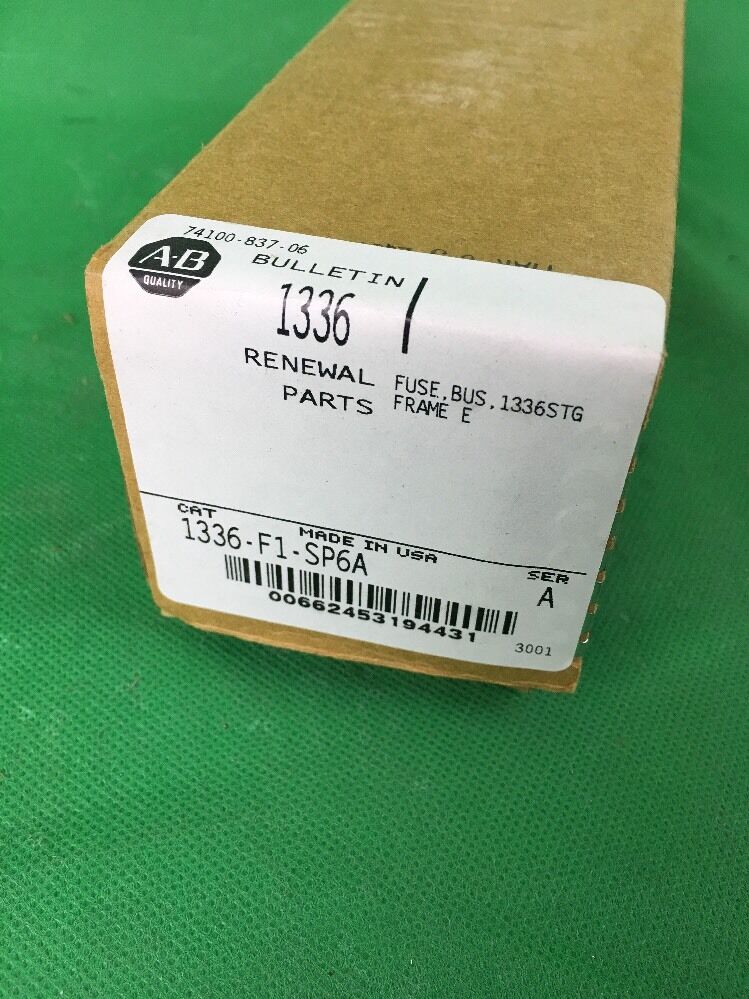 74100-837-06
A-B
QUALITY
BULLETIN
1336
RENEWAL
PARTS
FUSE,BUS,1336STG
FRAME E
CAT
MADE IN USA
SER
1336-F1-SP6A
A
00662453194431
3001